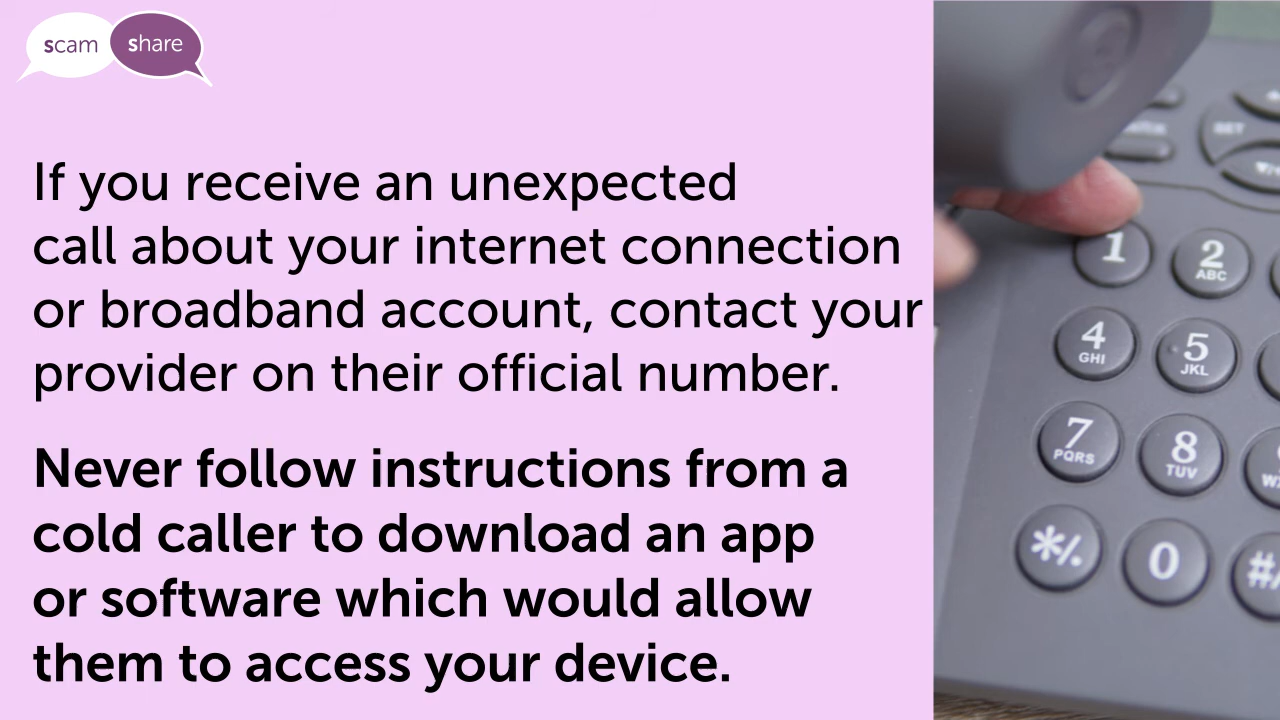 scam share
If you receive an unexpected
call about your internet connection
or broadband account, contact your
provider on their official number.
Never follow instructions from a
cold caller to download an app
or software which would allow
them to access your device.
SET
1
2
ABC
4
GHI
5
JKL
7
PQRS
8
TUV
*/.
0